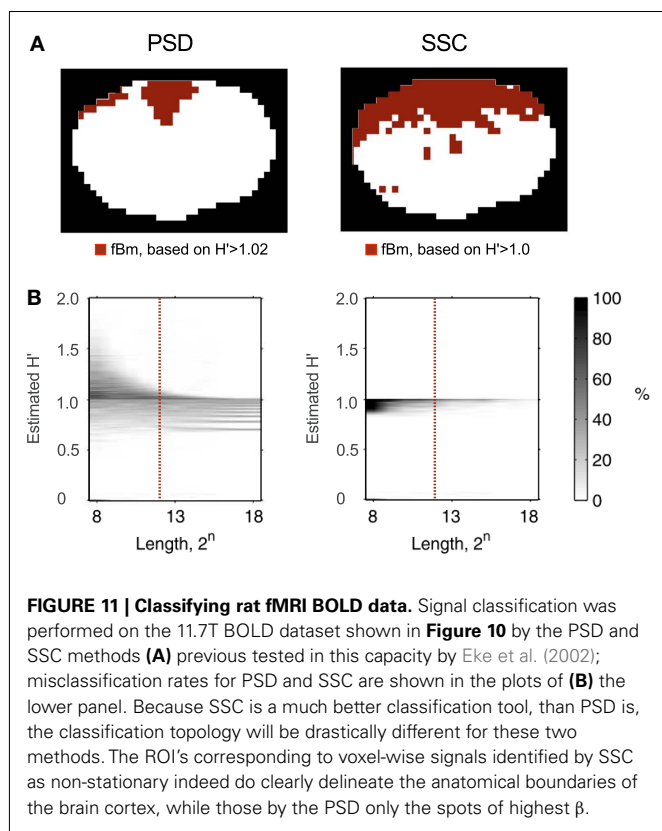 A
PSD
SSC
fBm, based on H'>1.02
fBm, based on H'>1.0
B
2.0
1.5
1.0
0.5
0
Estimated H'
8
13
18
Length, 2ⁿ
2.0
1.5
1.0
0.5
0
Estimated H'
8
13
18
Length, 2ⁿ
100
80
60
40
20
0
%
FIGURE 11 | Classifying rat fMRI BOLD data. Signal classification was
performed on the 11.7T BOLD dataset shown in Figure 10 by the PSD and
SSC methods (A) previous tested in this capacity by Eke et al. (2002);
misclassification rates for PSD and SSC are shown in the plots of (B) the
lower panel. Because SSC is a much better classification tool, than PSD is,
the classification topology will be drastically different for these two
methods. The ROI's corresponding to voxel-wise signals identified by SSC
as non-stationary indeed do clearly delineate the anatomical boundaries of
the brain cortex, while those by the PSD only the spots of highest β.